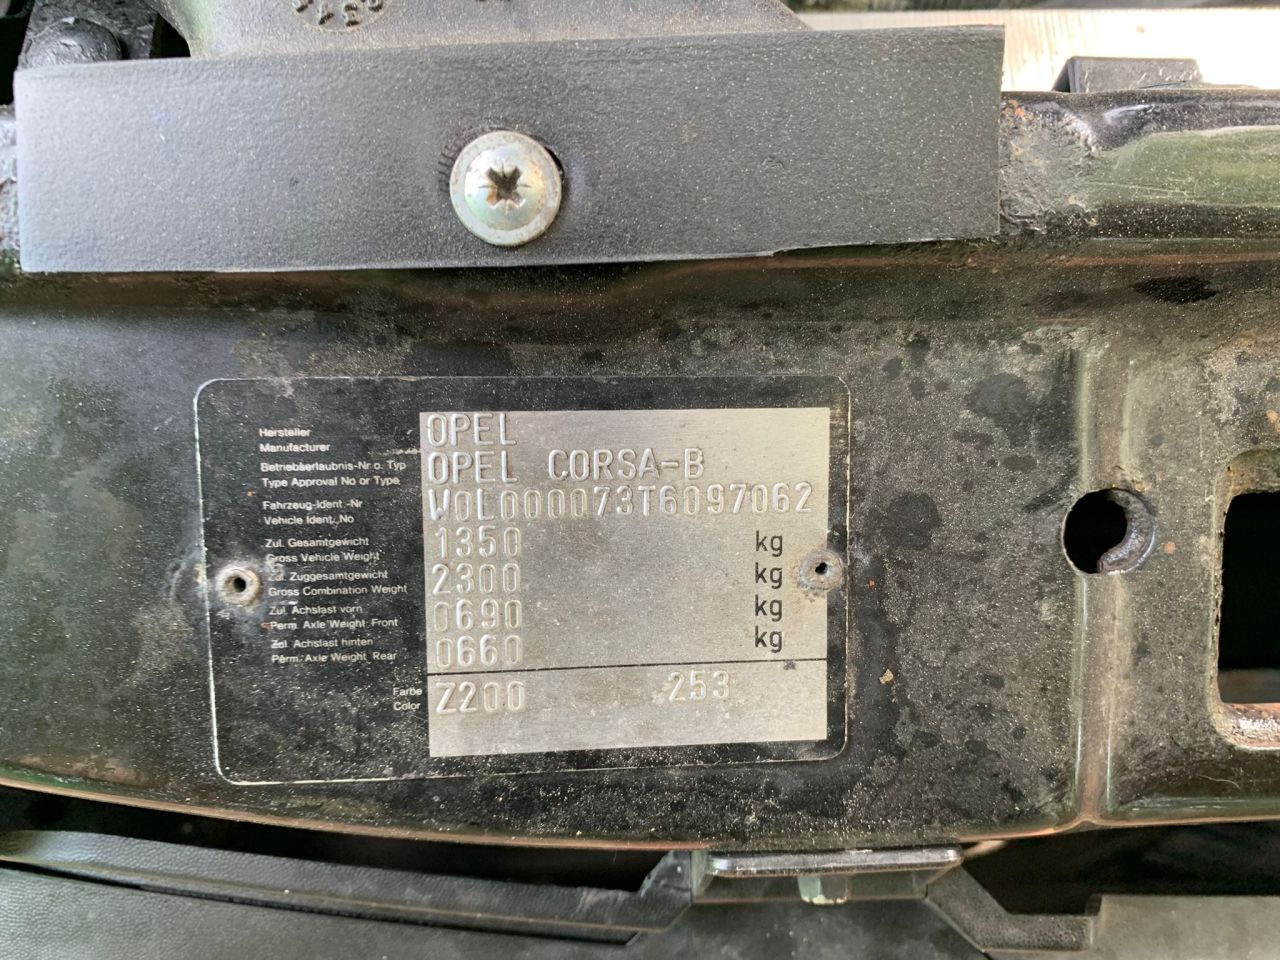 Hersteller
Manufacturer
OPEL
Betriebserlaubnis-Nr o. Typ
Type Approval No or Type
OPEL CORSA-B
Fahrzeug-Ident.-Nr
Vehicle Ident. No
W0L000073T6097062
Zul. Gesamtgewicht
Gross Vehicle Weight
1350 kg
Zul. Zuggesamtgewicht
Gross Combination Weight
2300 kg
Zul. Achslast vorn
Perm. Axle Weight Front
0690 kg
Zul. Achslast hinten
Perm. Axle Weight Rear
0660 kg
Farbe
Color
Z200 253